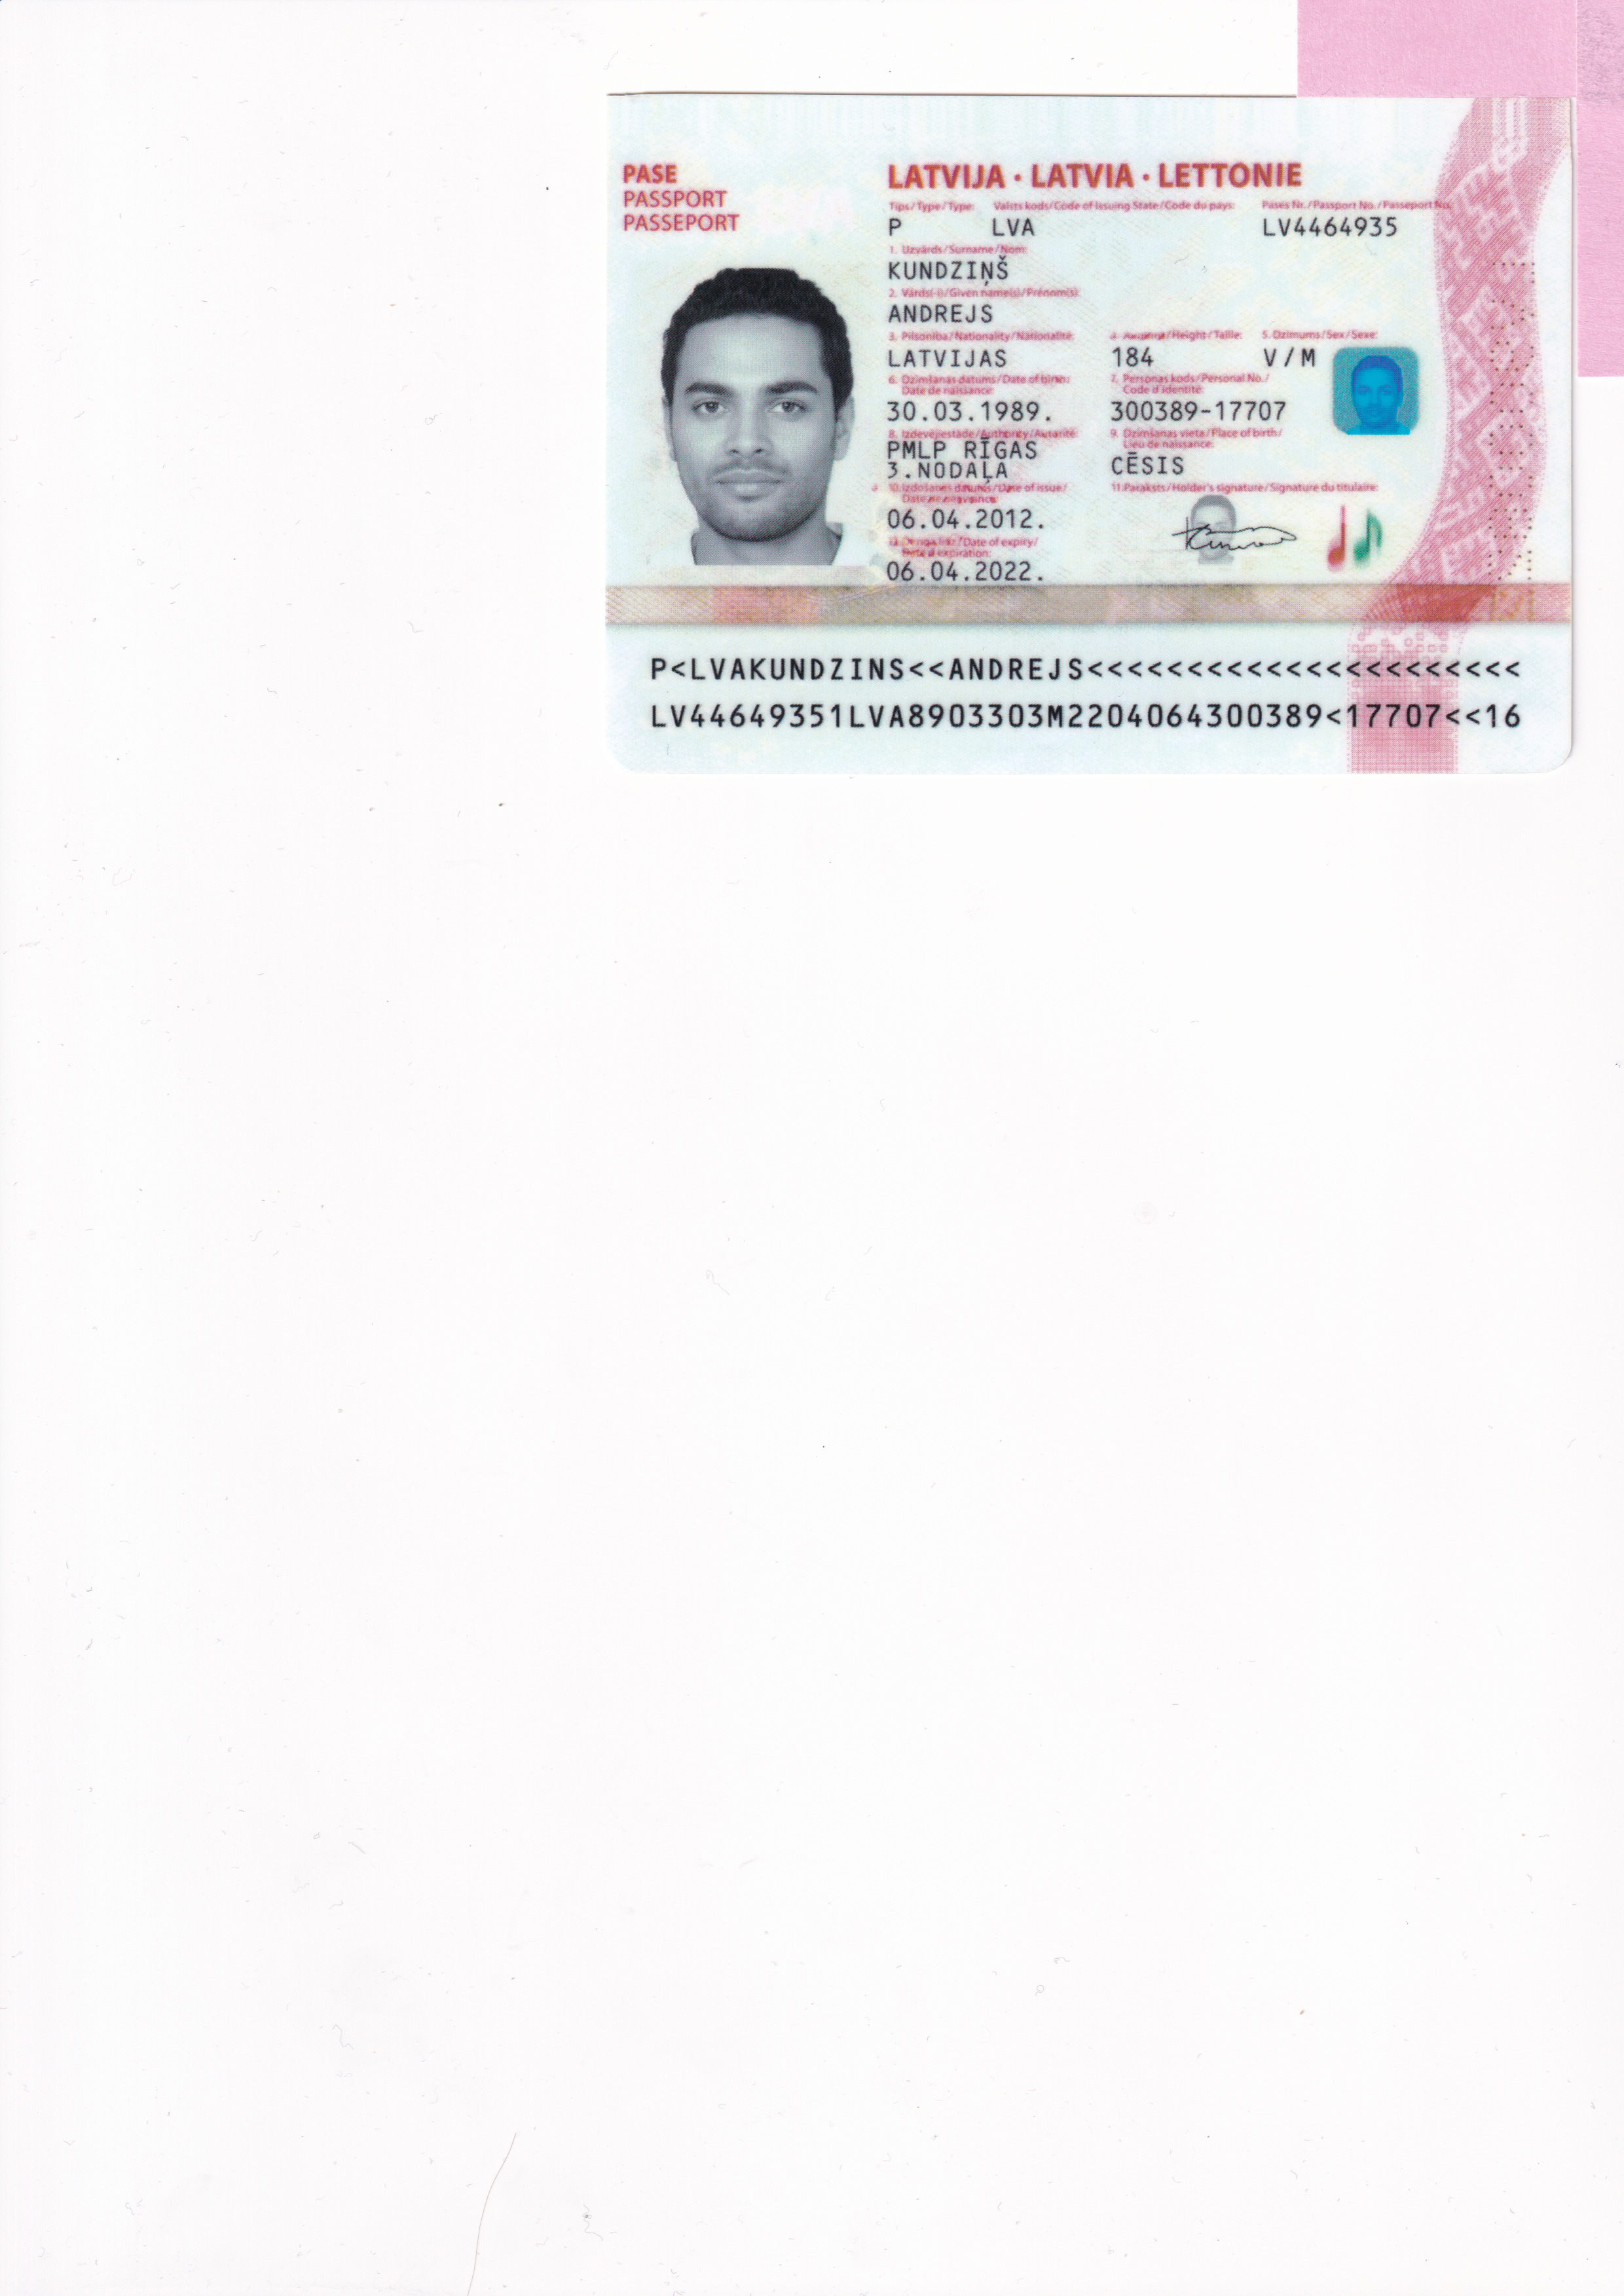 PASE
PASSPORT
PASSEPORT
LATVIJA · LATVIA · LETTONIE
Tips/Type/Type: Valsts kods/Code of Issuing State/Code du pays: Pases Nr./Passport No./Passeport No.
P LVA LV4464935
1. Uzvārds/Surname/Nom:
KUNDZIŅŠ
2. Vārds(-i)/Given name(s)/Prénom(s):
ANDREJS
3. Pilsonība/Nationality/Nationalité: /Height/Taille: 5. Dzimums/Sex/Sexe:
LATVIJAS 184 V/M
6. Dzimšanas datums/Date of birth: 7. Personas kods/Personal No./
Date de naissance: Code d'identité:
30.03.1989. 300389-17707
8. Izdevējiestāde/Authority/Autorité: 9. Dzimšanas vieta/Place of birth/
Lieu de naissance:
PMLP RĪGAS
3.NODAĻA CĒSIS
10. Izdošanas datums/Date of issue/ 11. Paraksts/Holder's signature/Signature du titulaire:
Date de
06.04.2012.
/Date of expiry/
Date d'expiration:
06.04.2022.
P<LVAKUNDZINS<<ANDREJS<<<<<<<<<<<<<<<<<<<<<<
LV44649351LVA8903303M2204064300389<17707<<16